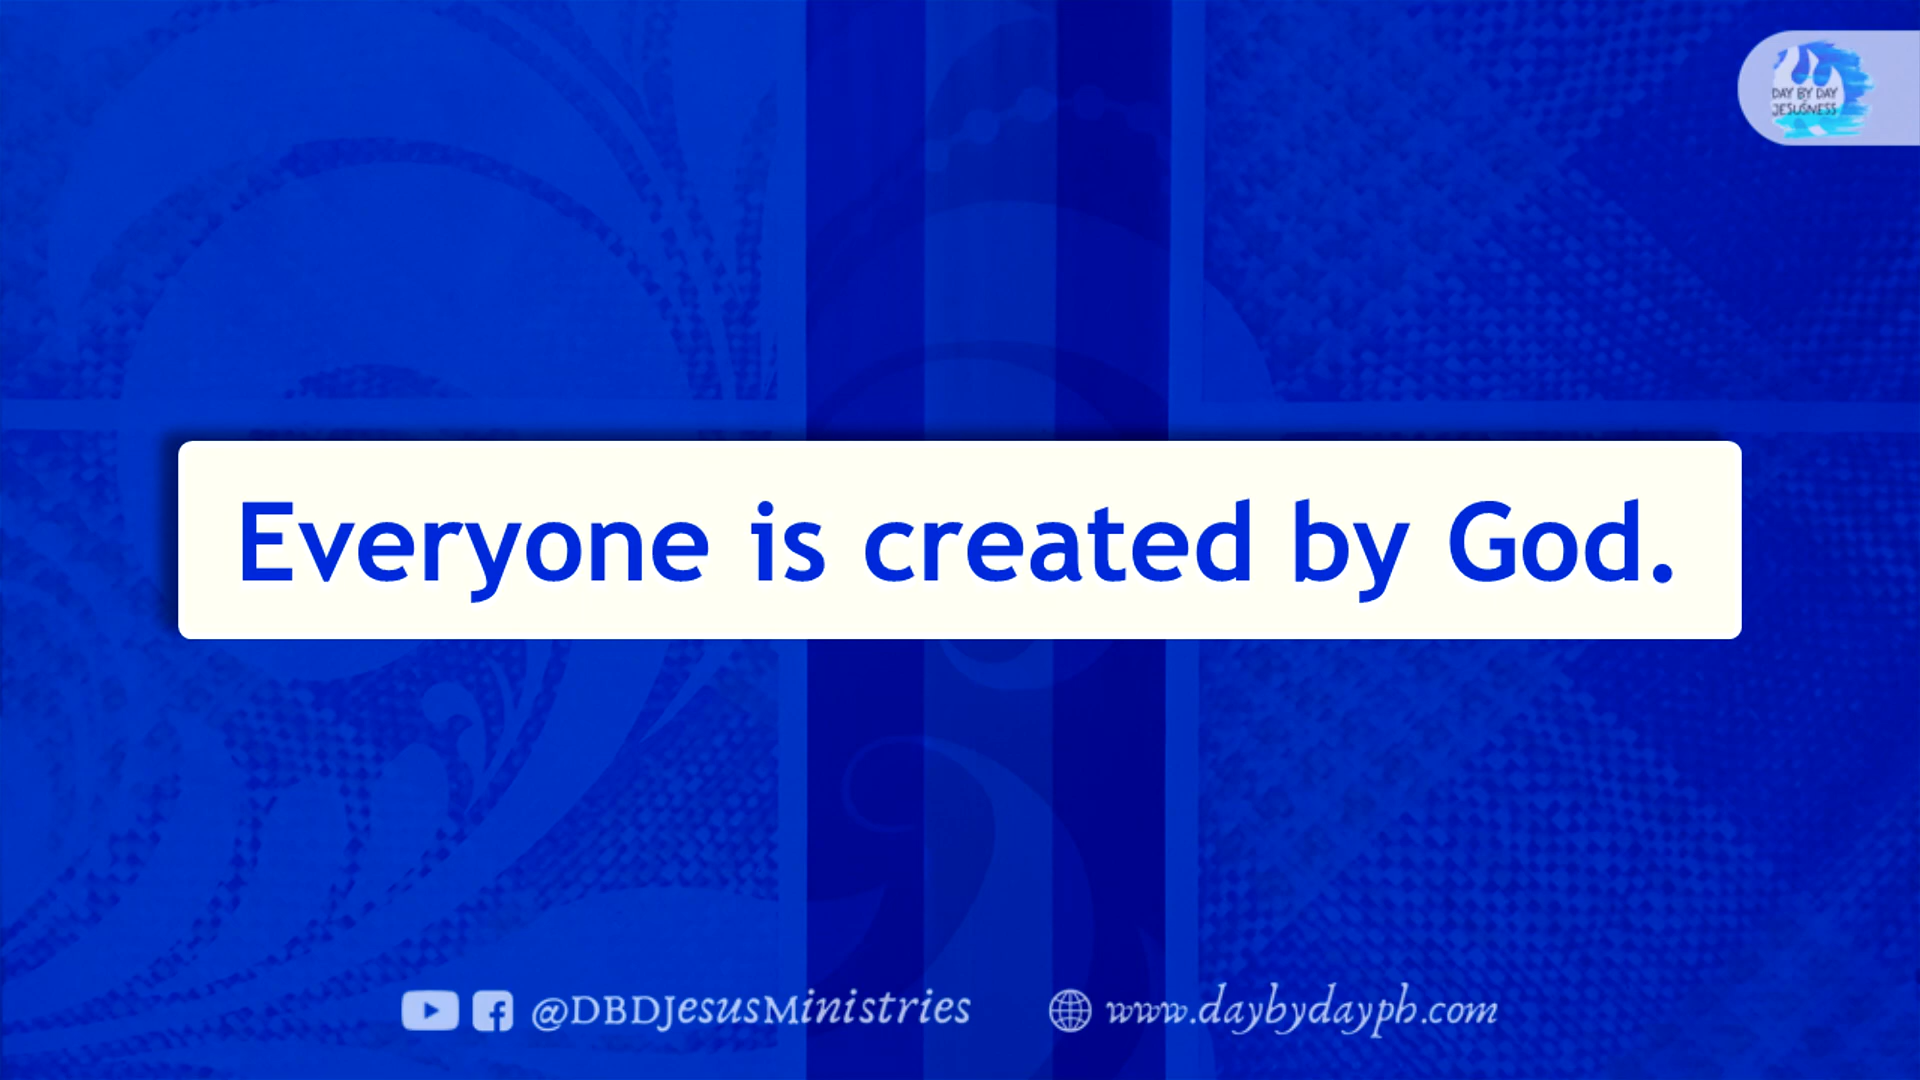 DAY BY DAY
JESUSNESS
Everyone is created by God.
@DBDJesusMinistries
www.daybydayph.com